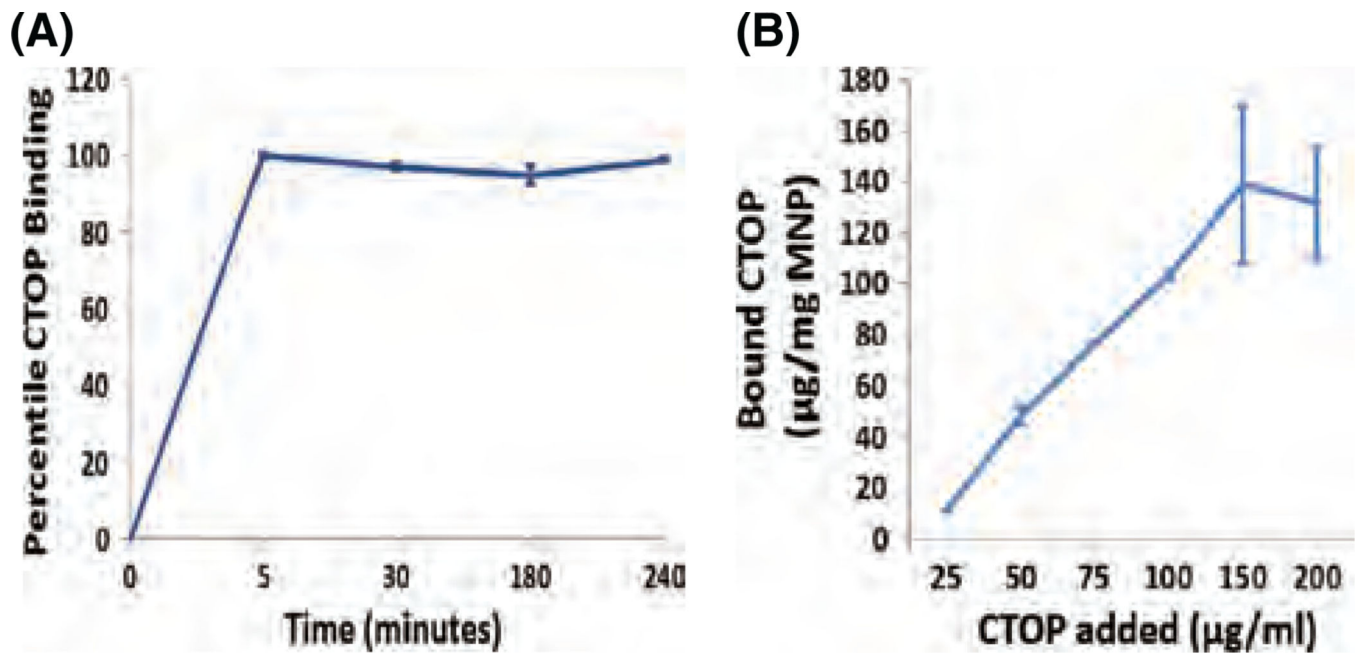 (A)
Percentile CTOP Binding
120
100
80
60
40
20
0
0 5 30 180 240
Time (minutes)
(B)
Bound CTOP
(µg/mg MNP)
180
160
140
120
100
80
60
40
20
0
25 50 75 100 150 200
CTOP added (µg/ml)